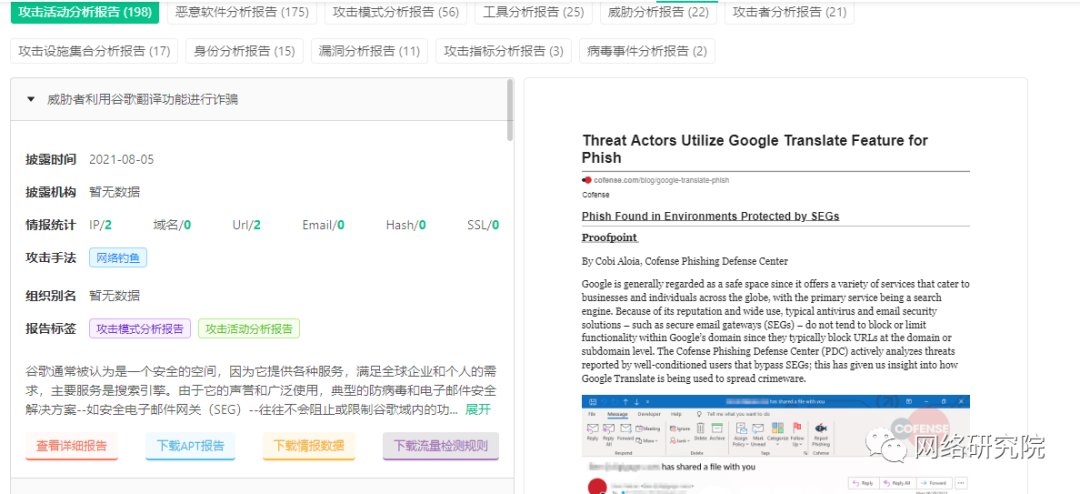 攻击活动分析报告 (198)
恶意软件分析报告 (175)
攻击模式分析报告 (56)
工具分析报告 (25)
威胁分析报告 (22)
攻击者分析报告 (21)
攻击设施集合分析报告 (17)
身份分析报告 (15)
漏洞分析报告 (11)
攻击指标分析报告 (3)
病毒事件分析报告 (2)
威胁者利用谷歌翻译功能进行诈骗
披露时间 2021-08-05
披露机构 暂无数据
情报统计 IP/2 域名/0 Url/2 Email/0 Hash/0 SSL/0
攻击手法 网络钓鱼
组织别名 暂无数据
报告标签 攻击模式分析报告 攻击活动分析报告
谷歌通常被认为是一个安全的空间，因为它提供各种服务，满足全球企业和个人的需
求，主要服务是搜索引擎。由于它的声誉和广泛使用，典型的防病毒和电子邮件安全
解决方案--如安全电子邮件网关（SEG）--往往不会阻止或限制谷歌域内的功... 展开
查看详细报告 下载APT报告 下载情报数据 下载流量检测规则
Threat Actors Utilize Google Translate Feature for
Phish
cofense.com/blog/google-translate-phish
Cofense
Phish Found in Environments Protected by SEGs
Proofpoint
By Cobi Aloia, Cofense Phishing Defense Center
Google is generally regarded as a safe space since it offers a variety of services that cater to
businesses and individuals across the globe, with the primary service being a search
engine. Because of its reputation and wide use, typical antivirus and email security
solutions – such as secure email gateways (SEGs) – do not tend to block or limit
functionality within Google's domain since they typically block URLs at the domain or
subdomain level. The Cofense Phishing Defense Center (PDC) actively analyzes threats
reported by well-conditioned users that bypass SEGs; this has given us insight into how
Google Translate is being used to spread crimeware.
has shared a file with you
File Message Developer Help Tell me what you want to do
Reply Reply All Forward Meeting More Ignore Junk Delete Archive Assign Policy Mark Unread Categorize Follow Up Report Phishing
Respond Delete Tags Cofense
COFENSE
has shared a file with you
Reply Reply All Forward
网络研究院